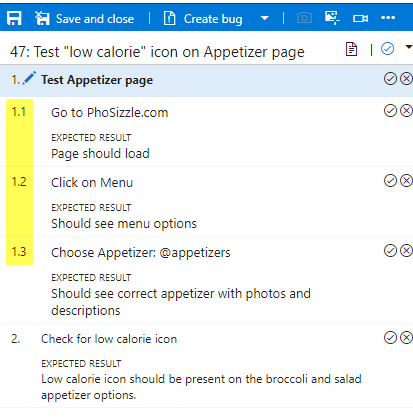 Save and close Create bug
47: Test "low calorie" icon on Appetizer page
1. Test Appetizer page
1.1 Go to PhoSizzle.com
EXPECTED RESULT
Page should load
1.2 Click on Menu
EXPECTED RESULT
Should see menu options
1.3 Choose Appetizer: @appetizers
EXPECTED RESULT
Should see correct appetizer with photos and
descriptions
2. Check for low calorie icon
EXPECTED RESULT
Low calorie icon should be present on the broccoli and salad
appetizer options.